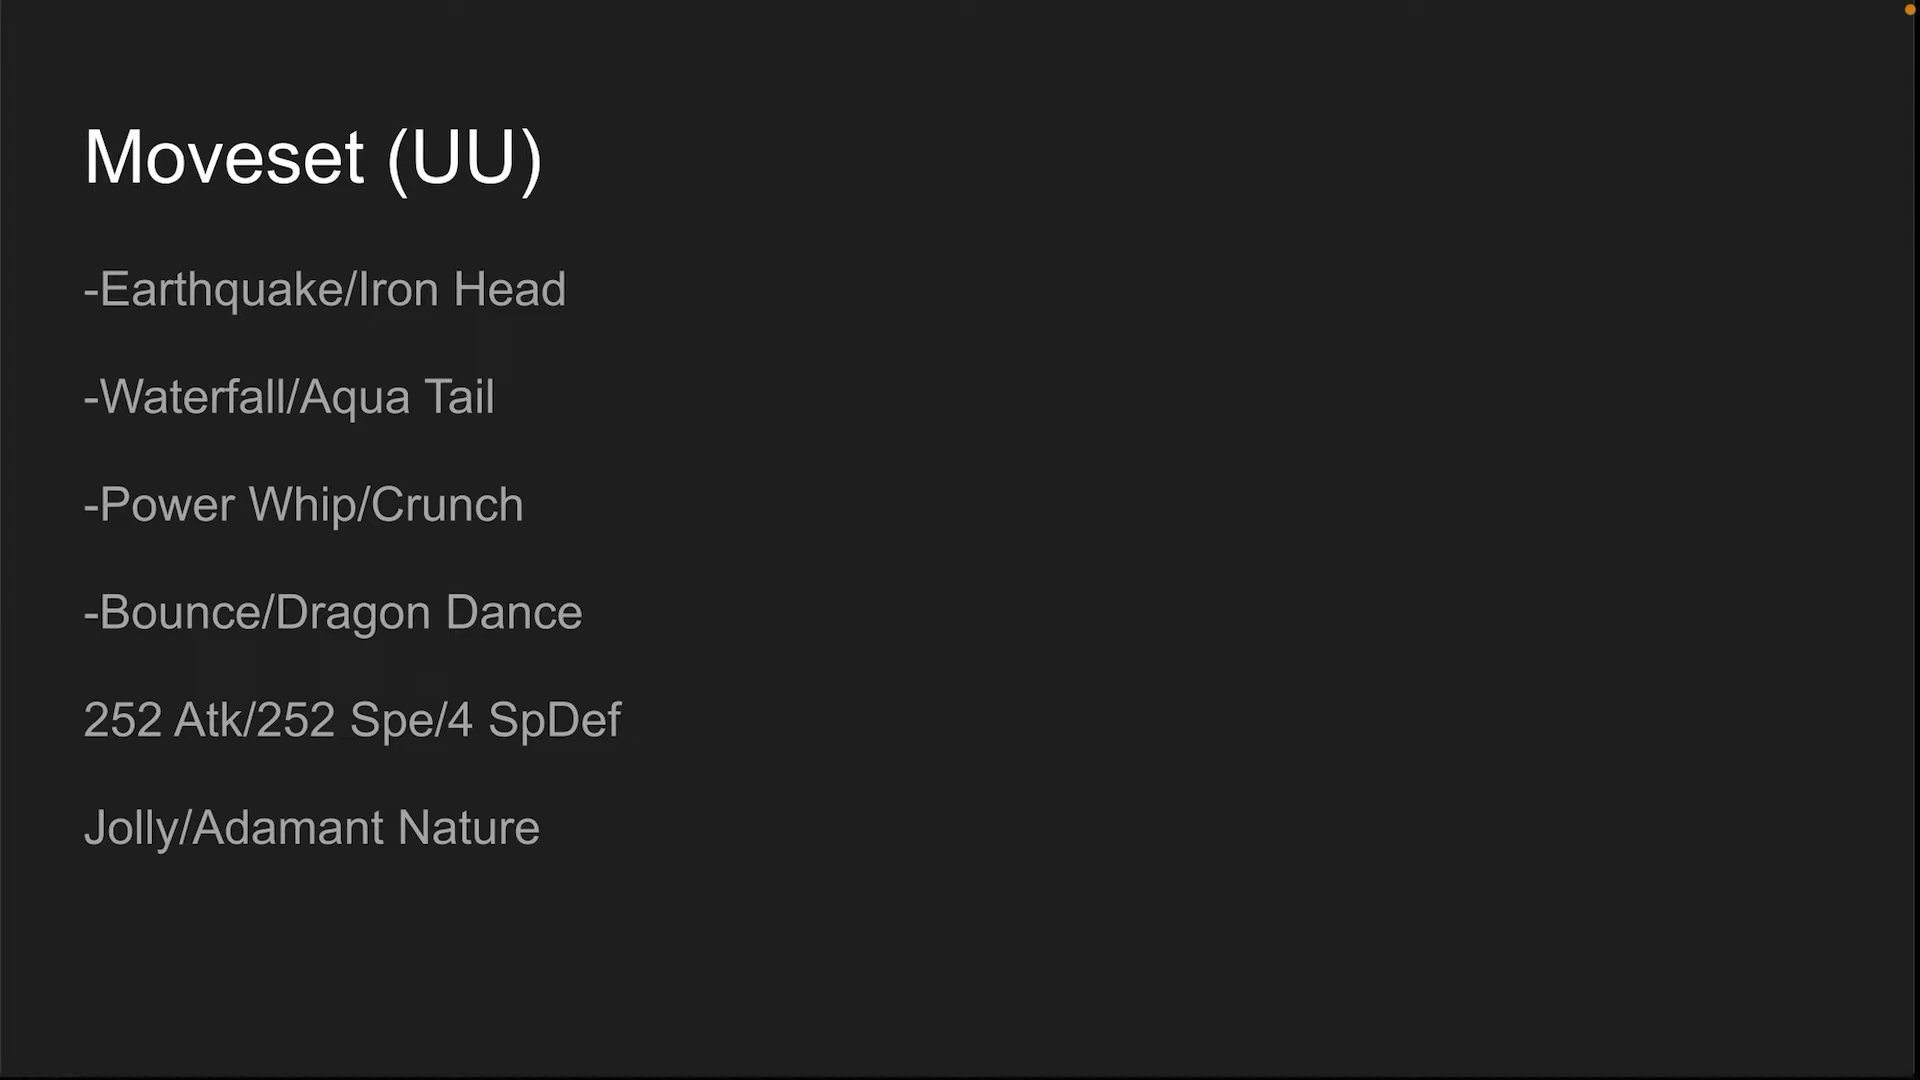 Moveset (UU)
-Earthquake/Iron Head
-Waterfall/Aqua Tail
-Power Whip/Crunch
-Bounce/Dragon Dance
252 Atk/252 Spe/4 SpDef
Jolly/Adamant Nature